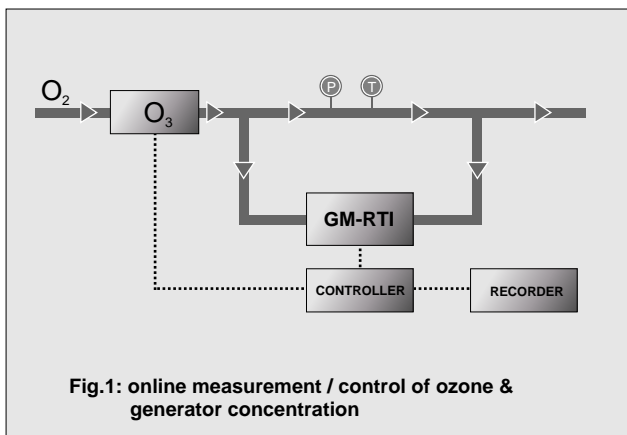 P T
O2
O3
GM-RTI
CONTROLLER RECORDER
Fig.1: online measurement / control of ozone &
generator concentration